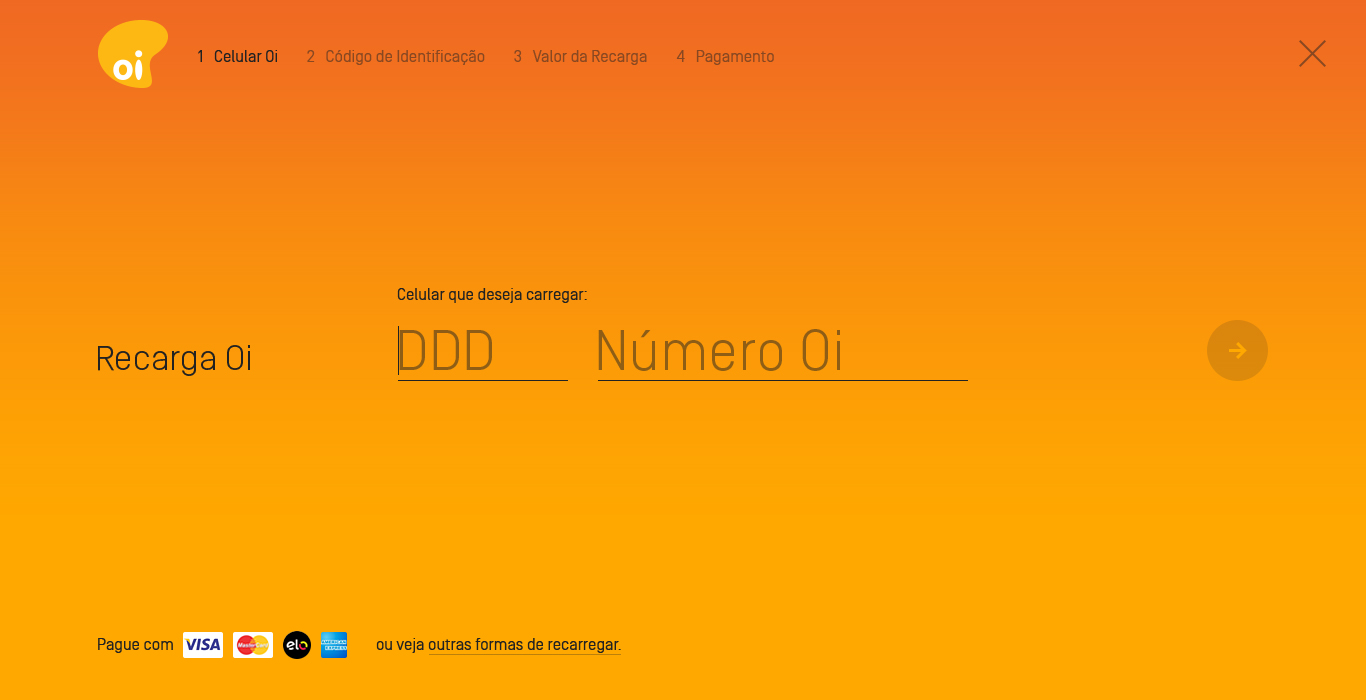 oi
1 Celular Oi 2 Código de Identificação 3 Valor da Recarga 4 Pagamento
Celular que deseja carregar:
Recarga Oi DDD Número Oi
Pague com VISA MasterCard elo AMERICAN EXPRESS ou veja outras formas de recarregar.